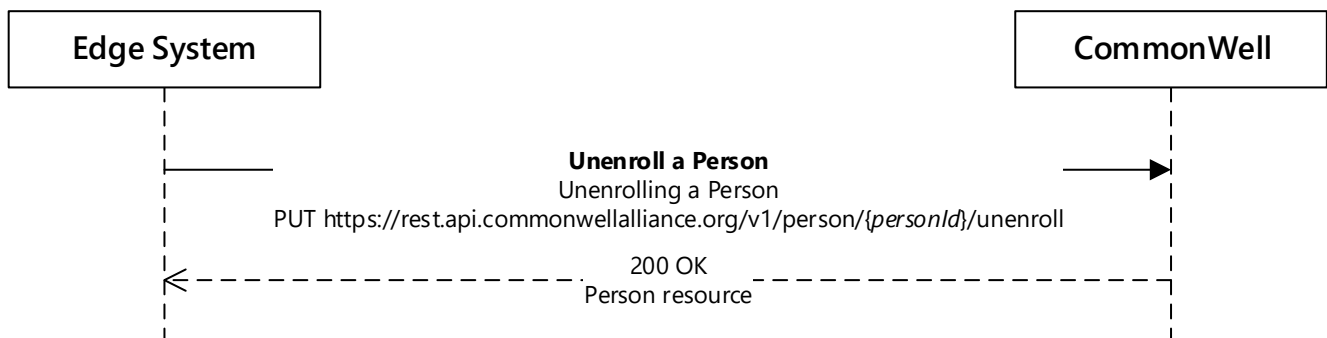 Edge System
CommonWell
Unenroll a Person
Unenrolling a Person
PUT https://rest.api.commonwellalliance.org/v1/person/{personId}/unenroll
200 OK
Person resource